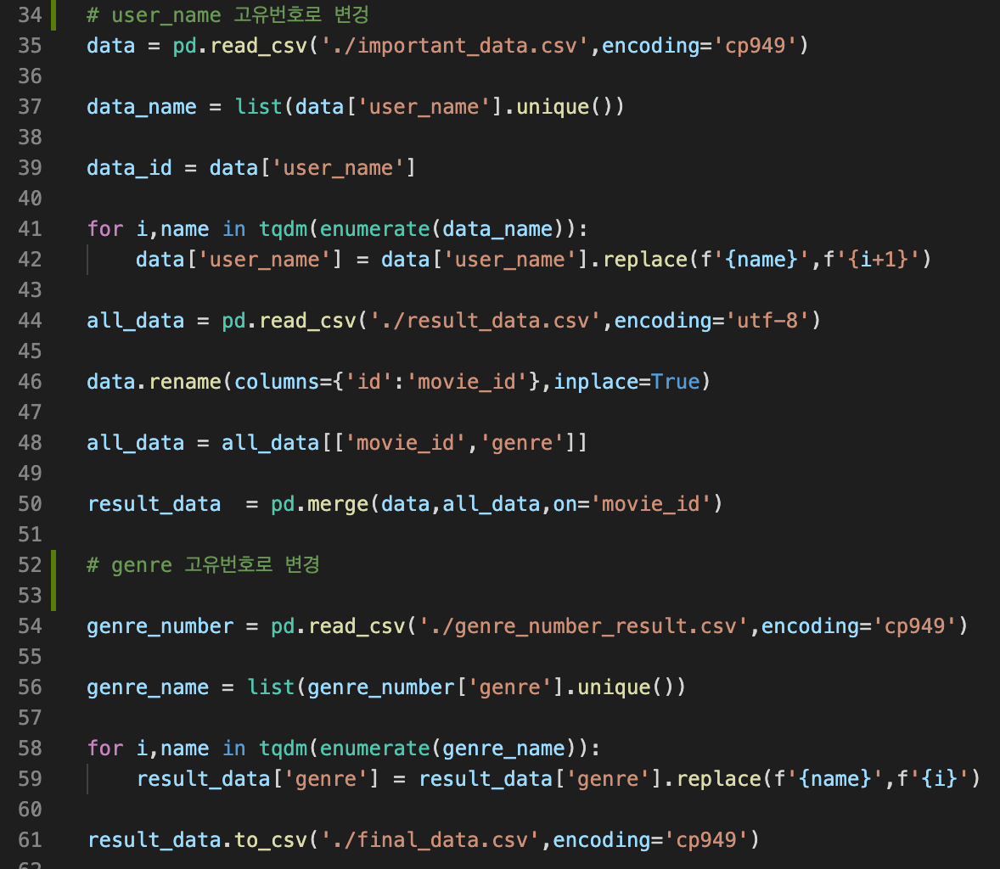 34 # user_name 고유번호로 변겅
35 data = pd.read_csv('./important_data.csv',encoding='cp949')
36
37 data_name = list(data['user_name'].unique())
38
39 data_id = data['user_name']
40
41 for i,name in tqdm(enumerate(data_name)):
42     data['user_name'] = data['user_name'].replace(f'{name}',f'{i+1}')
43
44 all_data = pd.read_csv('./result_data.csv',encoding='utf-8')
45
46 data.rename(columns={'id':'movie_id'},inplace=True)
47
48 all_data = all_data[['movie_id','genre']]
49
50 result_data  = pd.merge(data,all_data,on='movie_id')
51
52 # genre 고유번호로 변경
53
54 genre_number = pd.read_csv('./genre_number_result.csv',encoding='cp949')
55
56 genre_name = list(genre_number['genre'].unique())
57
58 for i,name in tqdm(enumerate(genre_name)):
59     result_data['genre'] = result_data['genre'].replace(f'{name}',f'{i}')
60
61 result_data.to_csv('./final_data.csv',encoding='cp949')